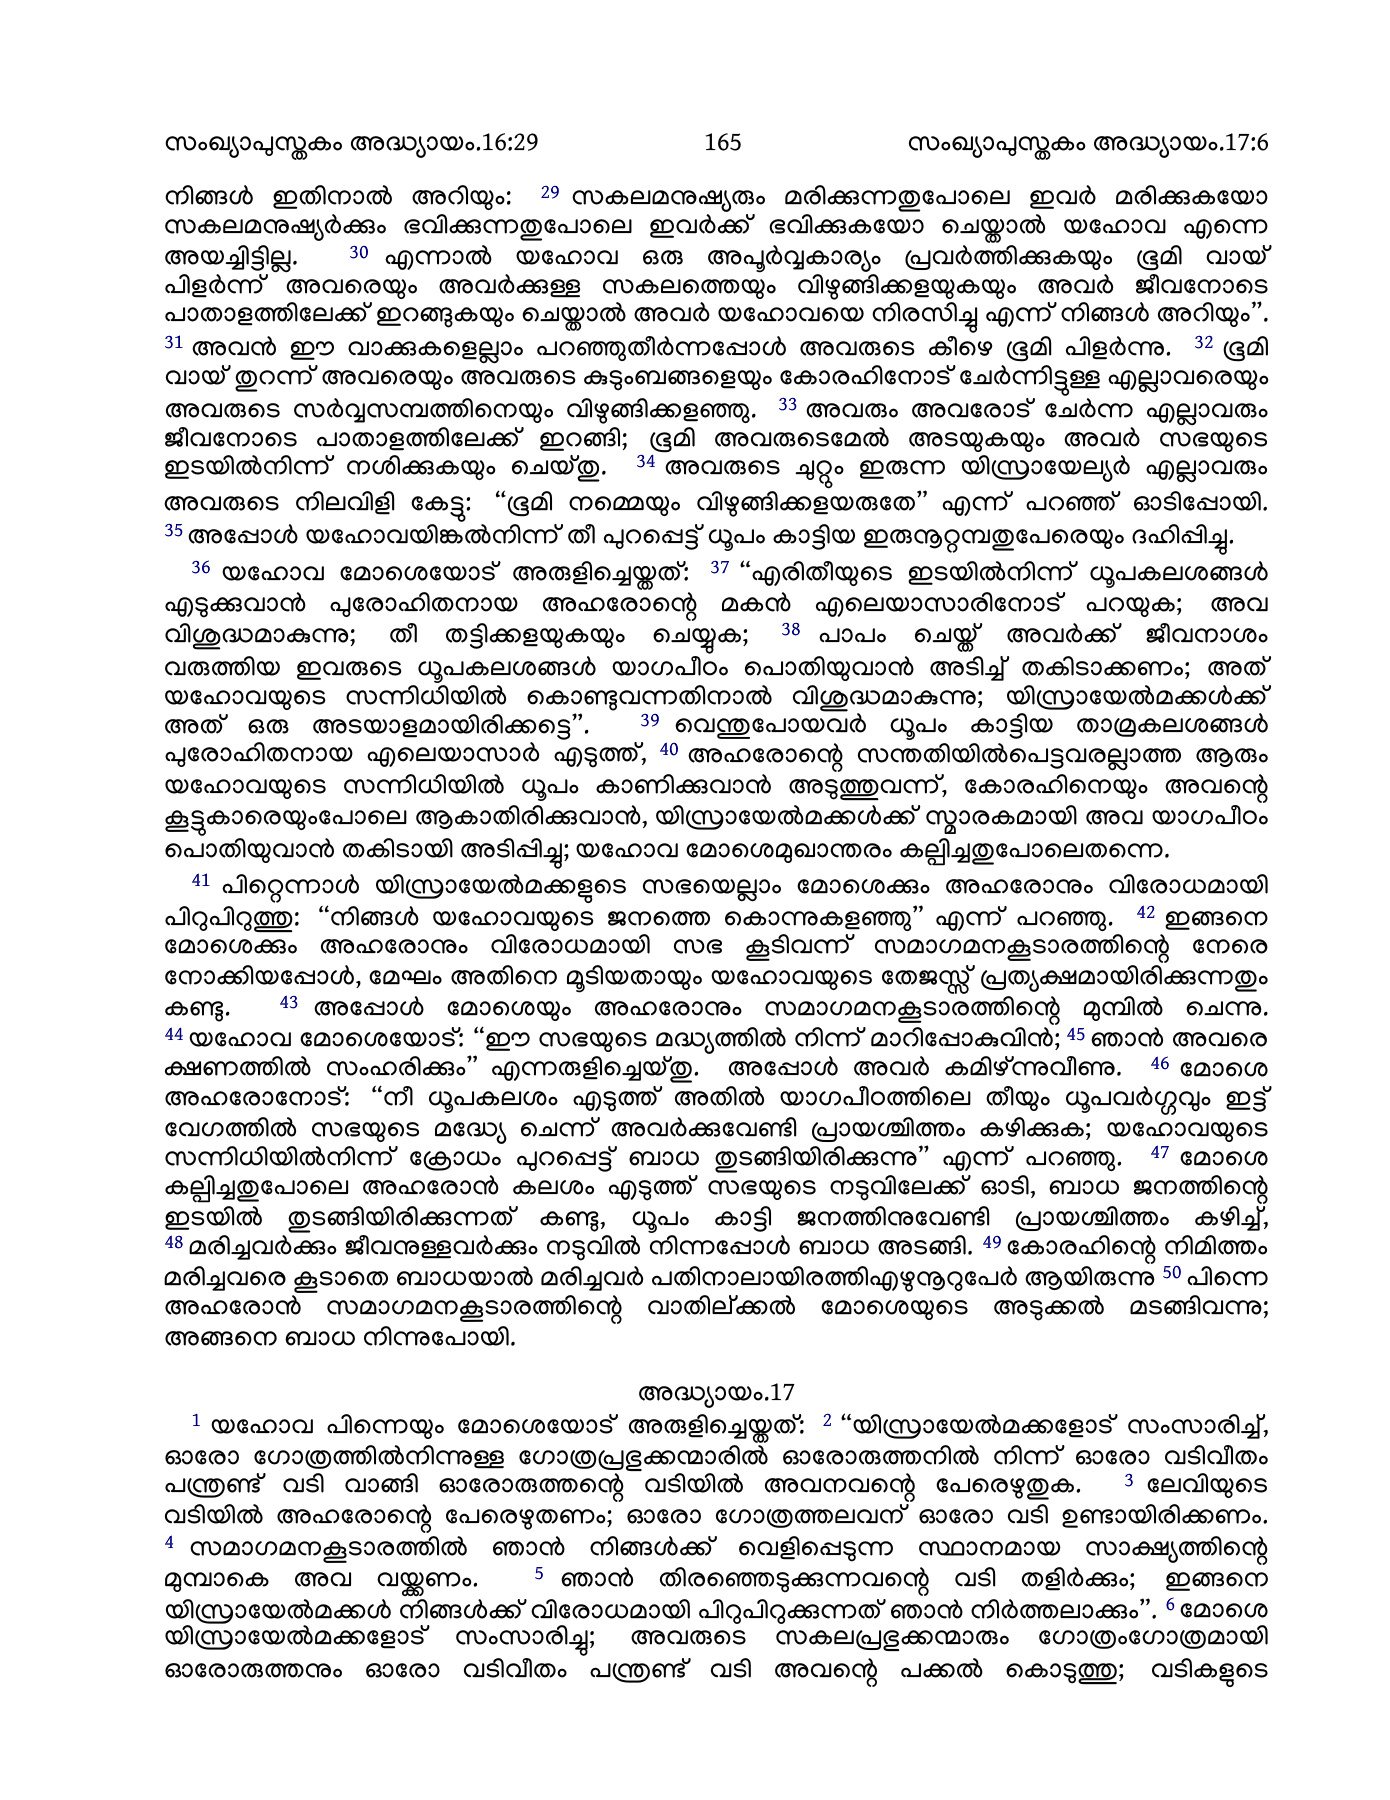 സംഖ്യാപുസ്തകം അദ്ധ്യായം.16:29 165 സംഖ്യാപുസ്തകം അദ്ധ്യായം.17:6
നിങ്ങൾ ഇതിനാൽ അറിയും: 29 സകലമനുഷ്യരും മരിക്കുന്നതുപോലെ ഇവർ മരിക്കുകയോ
സകലമനുഷ്യർക്കും ഭവിക്കുന്നതുപോലെ ഇവർക്ക് ഭവിക്കുകയോ ചെയ്താൽ യഹോവ എന്നെ
അയച്ചിട്ടില്ല. 30 എന്നാൽ യഹോവ ഒരു അപൂർവ്വകാര്യം പ്രവർത്തിക്കുകയും ഭൂമി വായ്
പിളർന്ന് അവരെയും അവർക്കുള്ള സകലത്തെയും വിഴുങ്ങിക്കളയുകയും അവർ ജീവനോടെ
പാതാളത്തിലേക്ക് ഇറങ്ങുകയും ചെയ്താൽ അവർ യഹോവയെ നിരസിച്ചു എന്ന് നിങ്ങൾ അറിയും”.
31 അവൻ ഈ വാക്കുകളെല്ലാം പറഞ്ഞുതീർന്നപ്പോൾ അവരുടെ കീഴെ ഭൂമി പിളർന്നു. 32 ഭൂമി
വായ് തുറന്ന് അവരെയും അവരുടെ കുടുംബങ്ങളെയും കോരഹിനോട് ചേർന്നിട്ടുള്ള എല്ലാവരെയും
അവരുടെ സർവ്വസമ്പത്തിനെയും വിഴുങ്ങിക്കളഞ്ഞു. 33 അവരും അവരോട് ചേർന്ന എല്ലാവരും
ജീവനോടെ പാതാളത്തിലേക്ക് ഇറങ്ങി; ഭൂമി അവരുടെമേൽ അടയുകയും അവർ സഭയുടെ
ഇടയിൽനിന്ന് നശിക്കുകയും ചെയ്തു. 34 അവരുടെ ചുറ്റും ഇരുന്ന യിസ്രായേല്യർ എല്ലാവരും
അവരുടെ നിലവിളി കേട്ടു: “ഭൂമി നമ്മെയും വിഴുങ്ങിക്കളയരുതേ” എന്ന് പറഞ്ഞ് ഓടിപ്പോയി.
35 അപ്പോൾ യഹോവയിങ്കൽനിന്ന് തീ പുറപ്പെട്ട് ധൂപം കാട്ടിയ ഇരുനൂറ്റമ്പതുപേരെയും ദഹിപ്പിച്ചു.
36 യഹോവ മോശെയോട് അരുളിച്ചെയ്തത്: 37 “എരിതീയുടെ ഇടയിൽനിന്ന് ധൂപകലശങ്ങൾ
എടുക്കുവാൻ പുരോഹിതനായ അഹരോന്റെ മകൻ എലെയാസാരിനോട് പറയുക; അവ
വിശുദ്ധമാകുന്നു; തീ തട്ടിക്കളയുകയും ചെയ്യുക; 38 പാപം ചെയ്ത് അവർക്ക് ജീവനാശം
വരുത്തിയ ഇവരുടെ ധൂപകലശങ്ങൾ യാഗപീഠം പൊതിയുവാൻ അടിച്ച് തകിടാക്കണം; അത്
യഹോവയുടെ സന്നിധിയിൽ കൊണ്ടുവന്നതിനാൽ വിശുദ്ധമാകുന്നു; യിസ്രായേൽമക്കൾക്ക്
അത് ഒരു അടയാളമായിരിക്കട്ടെ”. 39 വെന്തുപോയവർ ധൂപം കാട്ടിയ താമ്രകലശങ്ങൾ
പുരോഹിതനായ എലെയാസാർ എടുത്ത്, 40 അഹരോന്റെ സന്തതിയിൽപെട്ടവരല്ലാത്ത ആരും
യഹോവയുടെ സന്നിധിയിൽ ധൂപം കാണിക്കുവാൻ അടുത്തുവന്ന്, കോരഹിനെയും അവന്റെ
കൂട്ടുകാരെയുംപോലെ ആകാതിരിക്കുവാൻ, യിസ്രായേൽമക്കൾക്ക് സ്മാരകമായി അവ യാഗപീഠം
പൊതിയുവാൻ തകിടായി അടിപ്പിച്ചു; യഹോവ മോശെമുഖാന്തരം കല്പിച്ചതുപോലെതന്നെ.
41 പിറ്റെന്നാൾ യിസ്രായേൽമക്കളുടെ സഭയെല്ലാം മോശെക്കും അഹരോനും വിരോധമായി
പിറുപിറുത്തു: “നിങ്ങൾ യഹോവയുടെ ജനത്തെ കൊന്നുകളഞ്ഞു” എന്ന് പറഞ്ഞു. 42 ഇങ്ങനെ
മോശെക്കും അഹരോനും വിരോധമായി സഭ കൂടിവന്ന് സമാഗമനകൂടാരത്തിന്റെ നേരെ
നോക്കിയപ്പോൾ, മേഘം അതിനെ മൂടിയതായും യഹോവയുടെ തേജസ്സ് പ്രത്യക്ഷമായിരിക്കുന്നതും
കണ്ടു. 43 അപ്പോൾ മോശെയും അഹരോനും സമാഗമനകൂടാരത്തിന്റെ മുമ്പിൽ ചെന്നു.
44 യഹോവ മോശെയോട്: “ഈ സഭയുടെ മദ്ധ്യത്തിൽ നിന്ന് മാറിപ്പോകുവിൻ; 45 ഞാൻ അവരെ
ക്ഷണത്തിൽ സംഹരിക്കും” എന്നരുളിച്ചെയ്തു. അപ്പോൾ അവർ കമിഴ്ന്നുവീണു. 46 മോശെ
അഹരോനോട്: “നീ ധൂപകലശം എടുത്ത് അതിൽ യാഗപീഠത്തിലെ തീയും ധൂപവർഗ്ഗവും ഇട്ട്
വേഗത്തിൽ സഭയുടെ മദ്ധ്യേ ചെന്ന് അവർക്കുവേണ്ടി പ്രായശ്ചിത്തം കഴിക്കുക; യഹോവയുടെ
സന്നിധിയിൽനിന്ന് ക്രോധം പുറപ്പെട്ട് ബാധ തുടങ്ങിയിരിക്കുന്നു” എന്ന് പറഞ്ഞു. 47 മോശെ
കല്പിച്ചതുപോലെ അഹരോൻ കലശം എടുത്ത് സഭയുടെ നടുവിലേക്ക് ഓടി, ബാധ ജനത്തിന്റെ
ഇടയിൽ തുടങ്ങിയിരിക്കുന്നത് കണ്ടു, ധൂപം കാട്ടി ജനത്തിനുവേണ്ടി പ്രായശ്ചിത്തം കഴിച്ച്,
48 മരിച്ചവർക്കും ജീവനുള്ളവർക്കും നടുവിൽ നിന്നപ്പോൾ ബാധ അടങ്ങി. 49 കോരഹിന്റെ നിമിത്തം
മരിച്ചവരെ കൂടാതെ ബാധയാൽ മരിച്ചവർ പതിനാലായിരത്തിഎഴുനൂറുപേർ ആയിരുന്നു 50 പിന്നെ
അഹരോൻ സമാഗമനകൂടാരത്തിന്റെ വാതില്ക്കൽ മോശെയുടെ അടുക്കൽ മടങ്ങിവന്നു;
അങ്ങനെ ബാധ നിന്നുപോയി.
അദ്ധ്യായം.17
1 യഹോവ പിന്നെയും മോശെയോട് അരുളിച്ചെയ്തത്: 2 “യിസ്രായേൽമക്കളോട് സംസാരിച്ച്,
ഓരോ ഗോത്രത്തിൽനിന്നുള്ള ഗോത്രപ്രഭുക്കന്മാരിൽ ഓരോരുത്തനിൽ നിന്ന് ഓരോ വടിവീതം
പന്ത്രണ്ട് വടി വാങ്ങി ഓരോരുത്തന്റെ വടിയിൽ അവനവന്റെ പേരെഴുതുക. 3 ലേവിയുടെ
വടിയിൽ അഹരോന്റെ പേരെഴുതണം; ഓരോ ഗോത്രത്തലവന് ഓരോ വടി ഉണ്ടായിരിക്കണം.
4 സമാഗമനകൂടാരത്തിൽ ഞാൻ നിങ്ങൾക്ക് വെളിപ്പെടുന്ന സ്ഥാനമായ സാക്ഷ്യത്തിന്റെ
മുമ്പാകെ അവ വയ്ക്കണം. 5 ഞാൻ തിരഞ്ഞെടുക്കുന്നവന്റെ വടി തളിർക്കും; ഇങ്ങനെ
യിസ്രായേൽമക്കൾ നിങ്ങൾക്ക് വിരോധമായി പിറുപിറുക്കുന്നത് ഞാൻ നിർത്തലാക്കും”. 6 മോശെ
യിസ്രായേൽമക്കളോട് സംസാരിച്ചു; അവരുടെ സകലപ്രഭുക്കന്മാരും ഗോത്രംഗോത്രമായി
ഓരോരുത്തനും ഓരോ വടിവീതം പന്ത്രണ്ട് വടി അവന്റെ പക്കൽ കൊടുത്തു; വടികളുടെ